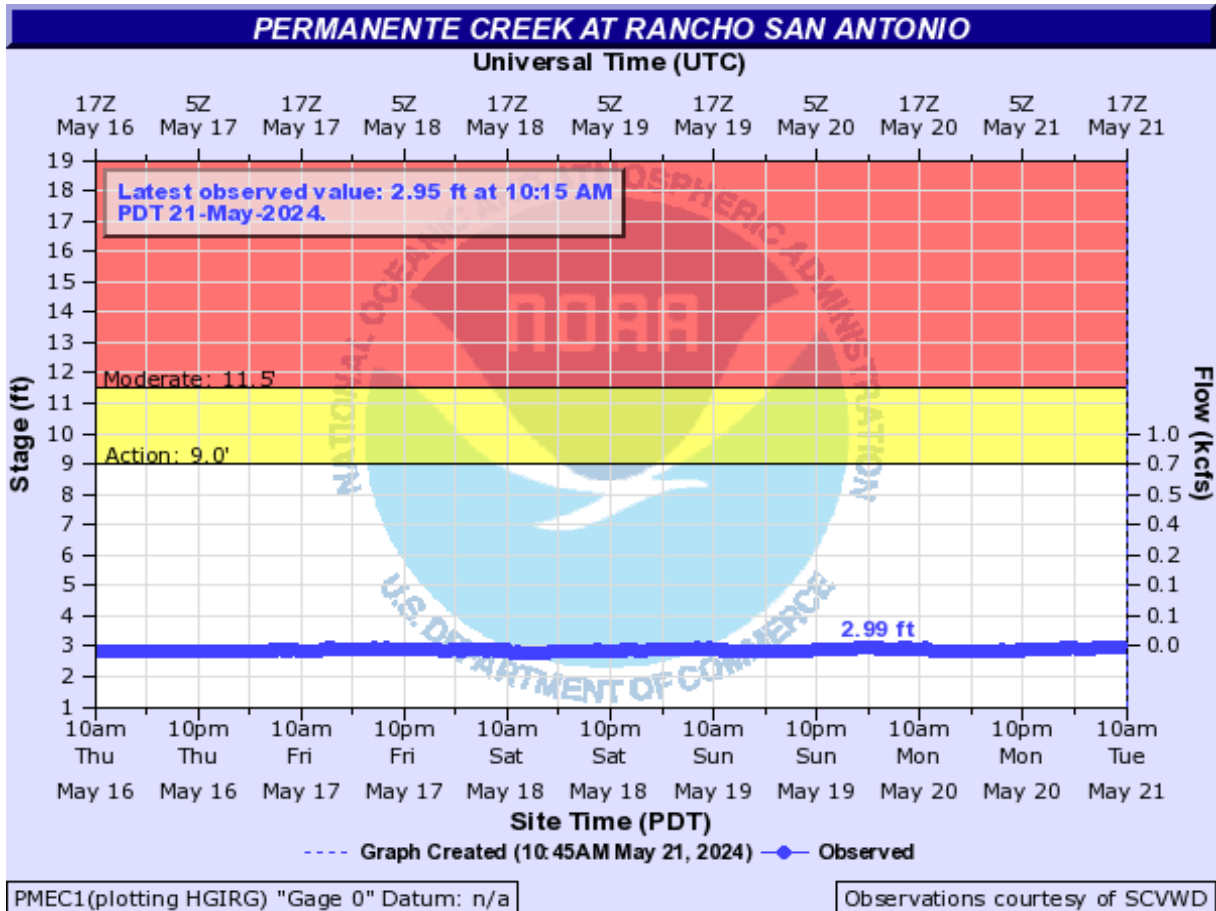 PERMANENTE CREEK AT RANCHO SAN ANTONIO
Universal Time (UTC)
17Z 5Z 17Z 5Z 17Z 5Z 17Z 5Z 17Z 5Z 17Z
May 16 May 17 May 17 May 18 May 18 May 19 May 19 May 20 May 20 May 21 May 21
Latest observed value: 2.95 ft at 10:15 AM
PDT 21-May-2024.
NATIONAL OCEANIC AND ATMOSPHERIC ADMINISTRATION
NOAA
U.S. DEPARTMENT OF COMMERCE
Stage (ft)
19
18
17
16
15
14
13
12
11
10
9
8
7
6
5
4
3
2
1
Moderate: 11.5'
Action: 9.0'
2.99 ft
Flow (kcfs)
1.0
0.7
0.5
0.4
0.2
0.1
0.1
0.0
10am 10pm 10am 10pm 10am 10pm 10am 10pm 10am 10pm 10am
Thu Thu Fri Fri Sat Sat Sun Sun Mon Mon Tue
May 16 May 16 May 17 May 17 May 18 May 18 May 19 May 19 May 20 May 20 May 21
Site Time (PDT)
Graph Created (10:45AM May 21, 2024) Observed
PMEC1(plotting HGIRG) "Gage 0" Datum: n/a
Observations courtesy of SCVWD